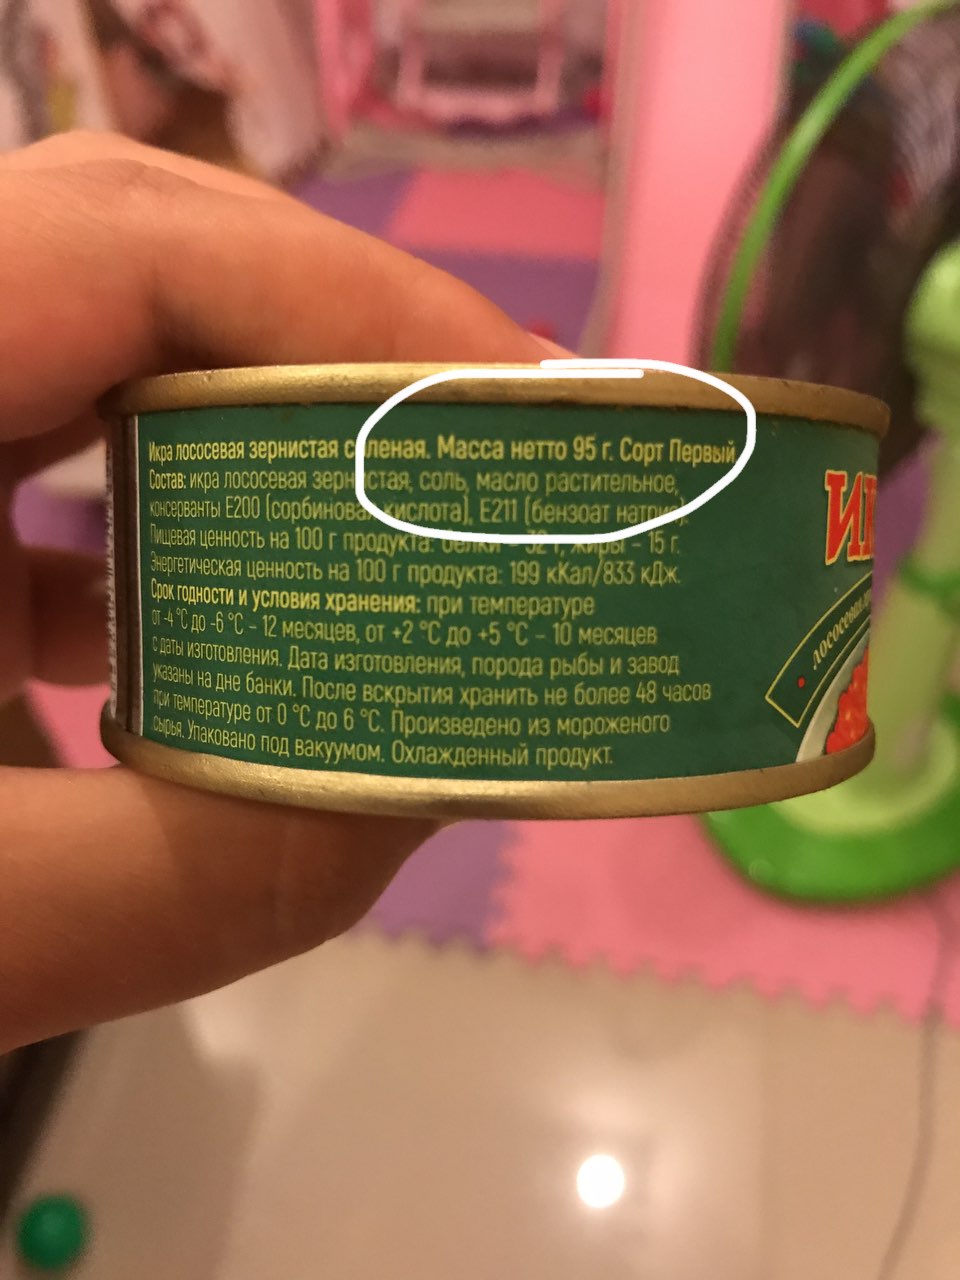 Икра лососевая зернистая соленая. Масса нетто 95 г. Сорт Первый
Состав: икра лососевая зернистая, соль, масло растительное,
консерванты Е200 (сорбиновая кислота), Е211 (бензоат натрия).
Пищевая ценность на 100 г продукта: белки – 32 г, жиры – 15 г.
Энергетическая ценность на 100 г продукта: 199 кКал/833 кДж.
Срок годности и условия хранения: при температуре
от -4 °С до -6 °С – 12 месяцев, от +2 °С до +5 °С – 10 месяцев
с даты изготовления. Дата изготовления, порода рыбы и завод
указаны на дне банки. После вскрытия хранить не более 48 часов
при температуре от 0 °С до 6 °С. Произведено из мороженого
сырья. Упаковано под вакуумом. Охлажденный продукт.
ИК
лососевая